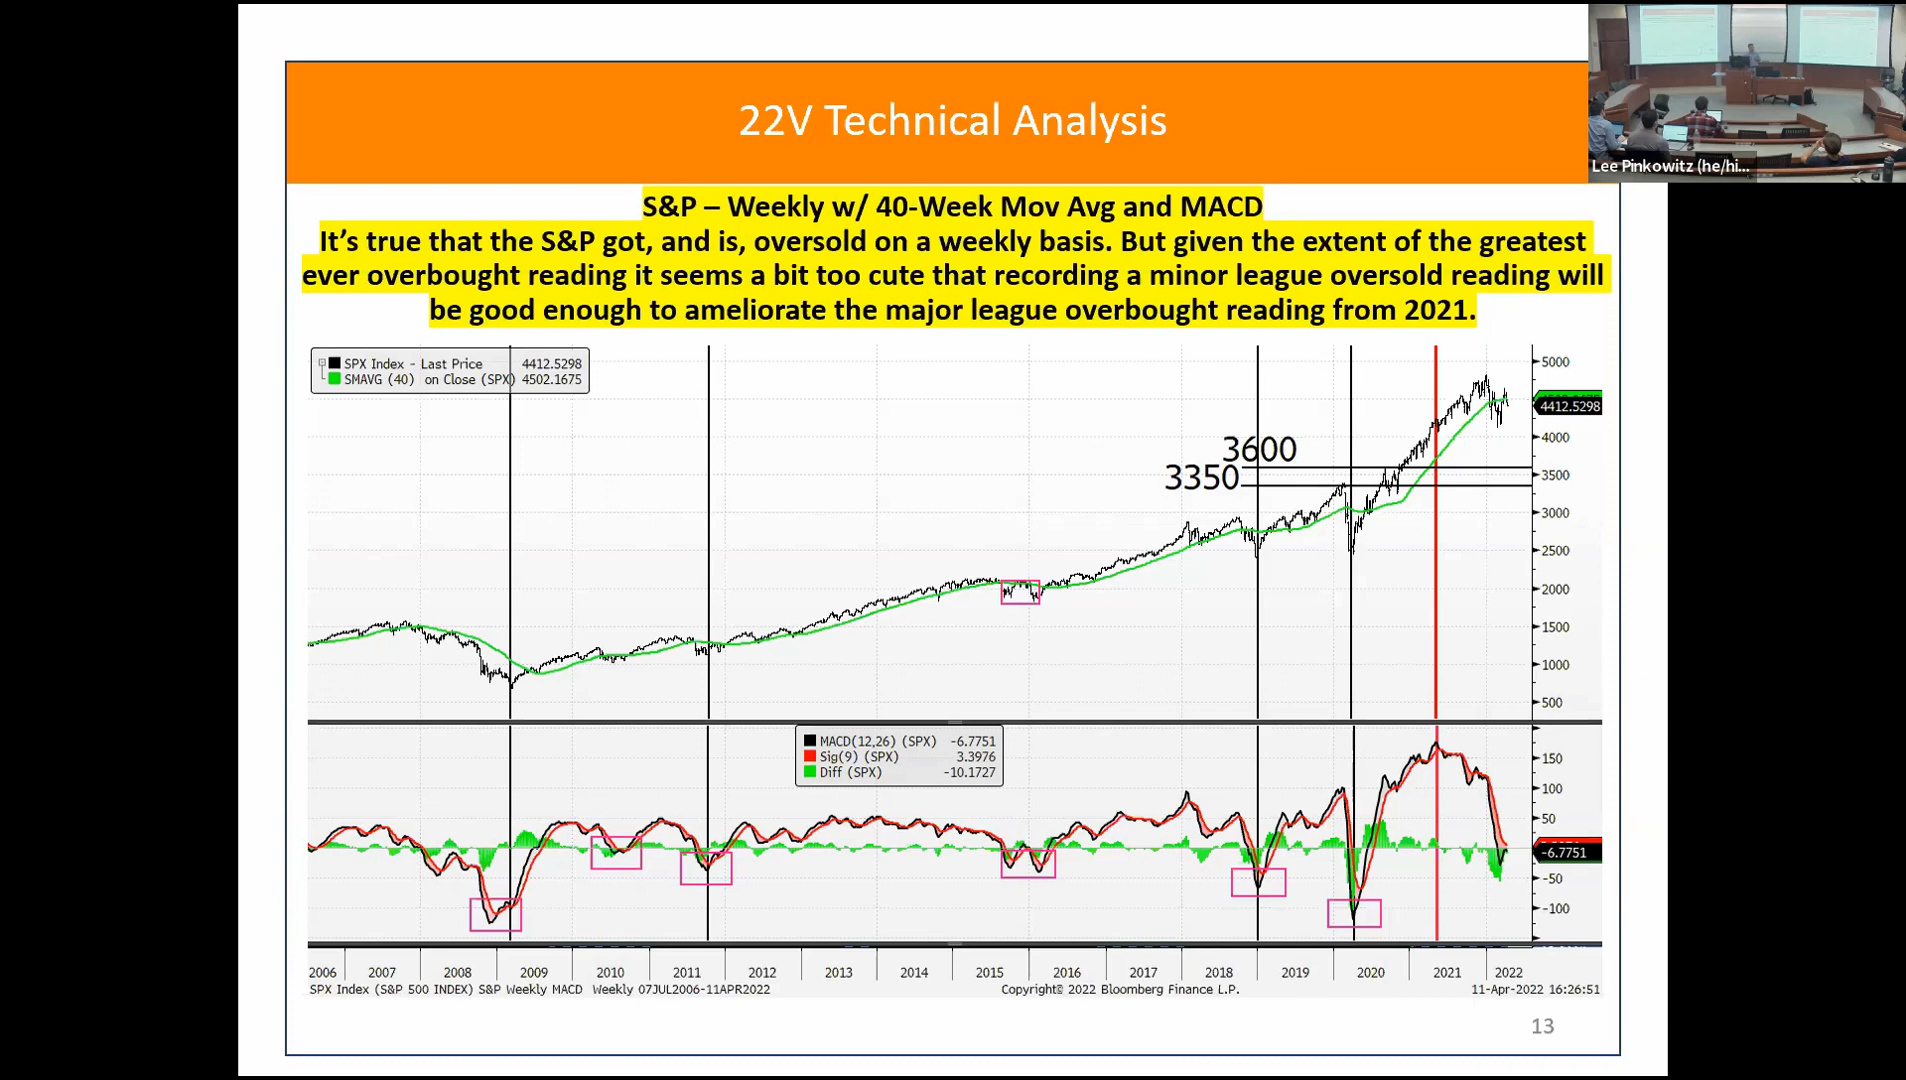 22V Technical Analysis
Lee Pinkowitz (he/hi...
S&P – Weekly w/ 40-Week Mov Avg and MACD
It's true that the S&P got, and is, oversold on a weekly basis. But given the extent of the greatest
ever overbought reading it seems a bit too cute that recording a minor league oversold reading will
be good enough to ameliorate the major league overbought reading from 2021.
SPX Index - Last Price 4412.5298
SMAVG (40) on Close (SPX) 4502.1675
5000
4412.5298
4000
3600
3500
3350
3000
2500
2000
1500
1000
500
MACD(12,26) (SPX) -6.7751
Sig(9) (SPX) 3.3976
Diff (SPX) -10.1727
150
100
50
-6.7751
-50
-100
2006 2007 2008 2009 2010 2011 2012 2013 2014 2015 2016 2017 2018 2019 2020 2021 2022
SPX Index (S&P 500 INDEX) S&P Weekly MACD Weekly 07JUL2006-11APR2022 Copyright© 2022 Bloomberg Finance L.P. 11-Apr-2022 16:26:51
13